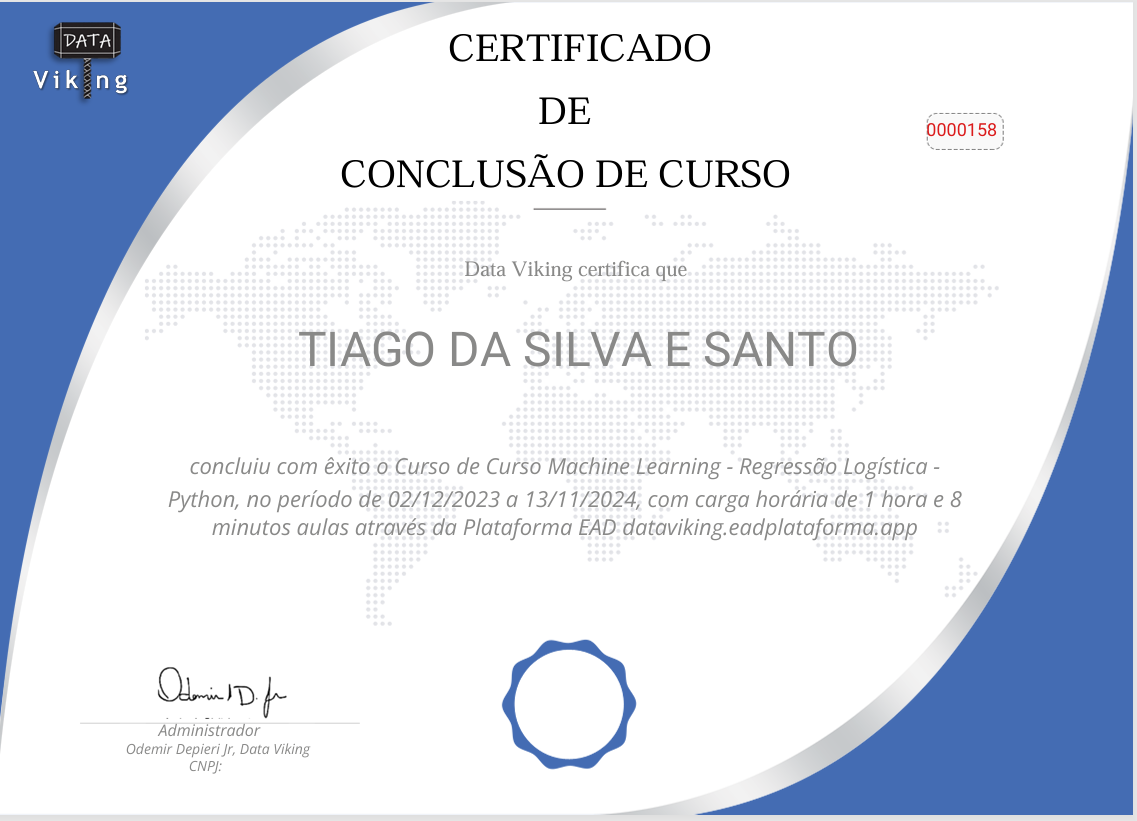 DATA
Viking
CERTIFICADO
DE
CONCLUSÃO DE CURSO
0000158
Data Viking certifica que
TIAGO DA SILVA E SANTO
concluiu com êxito o Curso de Curso Machine Learning - Regressão Logística -
Python, no período de 02/12/2023 a 13/11/2024, com carga horária de 1 hora e 8
minutos aulas através da Plataforma EAD dataviking.eadplataforma.app
Odemir D. Jr
Administrador
Odemir Depieri Jr, Data Viking
CNPJ: